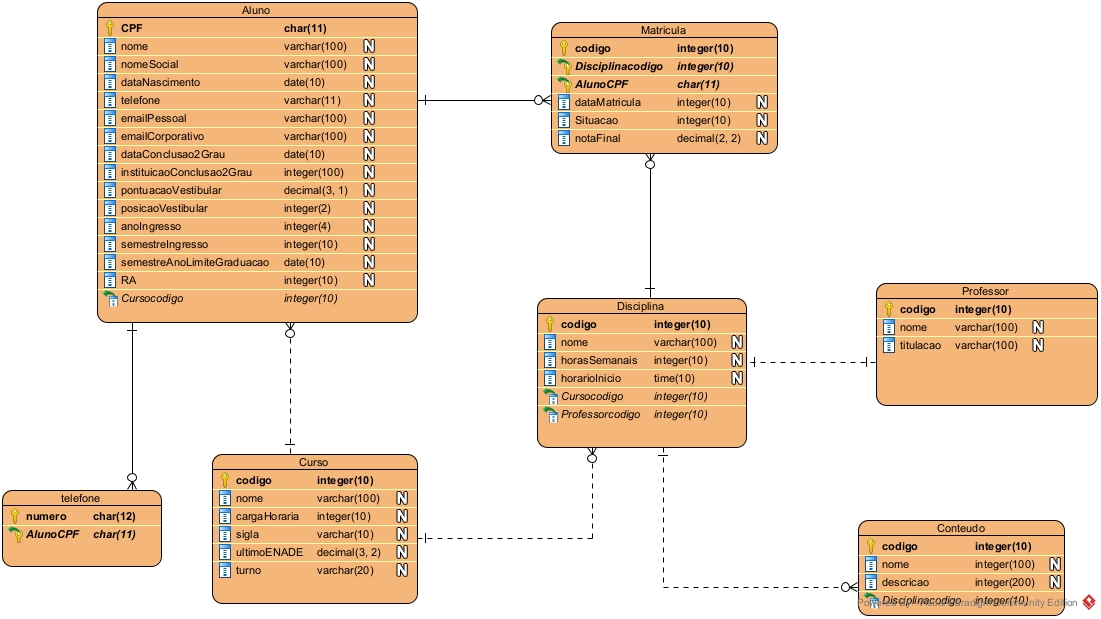 Aluno
CPF char(11)
nome varchar(100) N
nomeSocial varchar(100) N
dataNascimento date(10) N
telefone varchar(11) N
emailPessoal varchar(100) N
emailCorporativo varchar(100) N
dataConclusao2Grau date(10) N
instituicaoConclusao2Grau integer(100) N
pontuacaoVestibular decimal(3, 1) N
posicaoVestibular integer(2) N
anoIngresso integer(4) N
semestreIngresso integer(10) N
semestreAnoLimiteGraduacao date(10) N
RA integer(10) N
Cursocodigo integer(10)
Matricula
codigo integer(10)
Disciplinacodigo integer(10)
AlunoCPF char(11)
dataMatricula integer(10) N
Situacao integer(10) N
notaFinal decimal(2, 2) N
Disciplina
codigo integer(10)
nome varchar(100) N
horasSemanais integer(10) N
horarioInicio time(10) N
Cursocodigo integer(10)
Professorcodigo integer(10)
Professor
codigo integer(10)
nome varchar(100) N
titulacao varchar(100) N
telefone
numero char(12)
AlunoCPF char(11)
Curso
codigo integer(10)
nome varchar(100) N
cargaHoraria integer(10) N
sigla varchar(10) N
ultimoENADE decimal(3, 2) N
turno varchar(20) N
Conteudo
codigo integer(10)
nome integer(100) N
descricao integer(200) N
Disciplinacodigo integer(10)
Community Edition